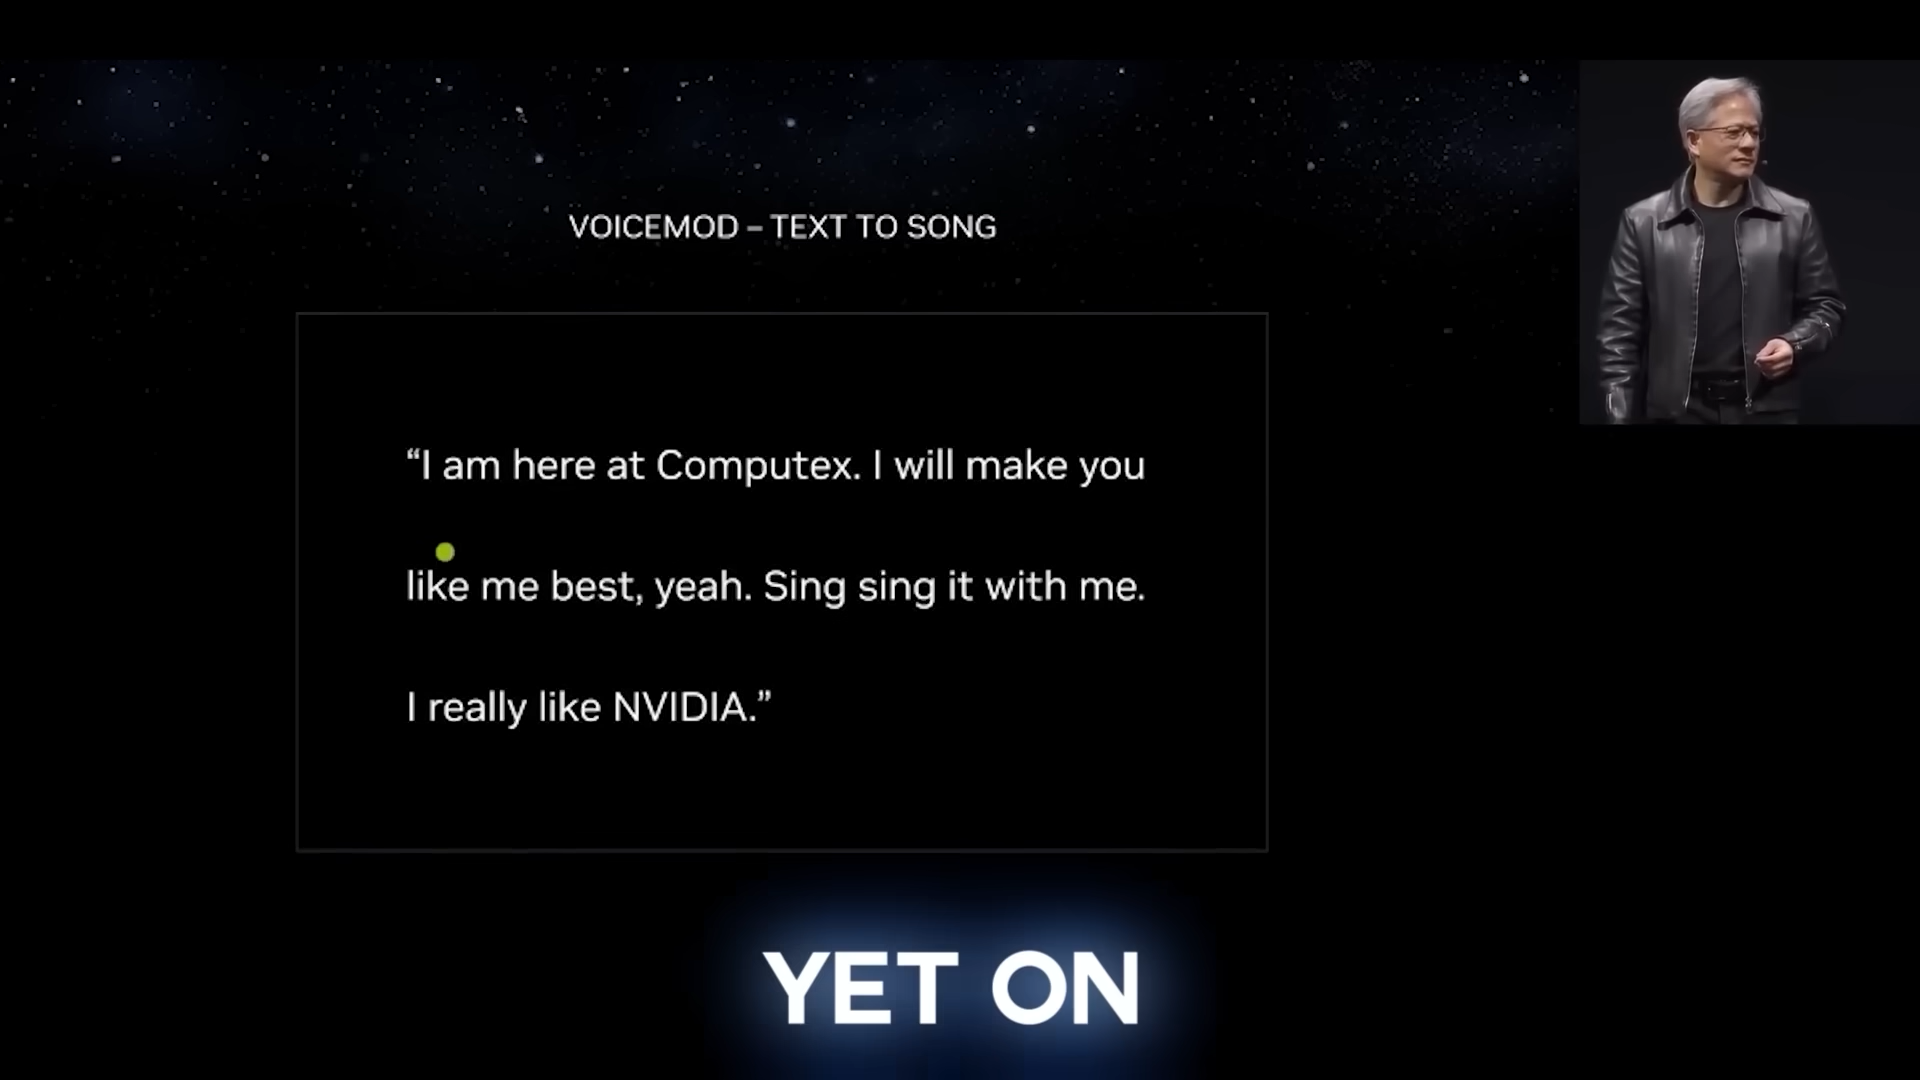 VOICEMOD – TEXT TO SONG
“I am here at Computex. I will make you
like me best, yeah. Sing sing it with me.
I really like NVIDIA.”
YET ON